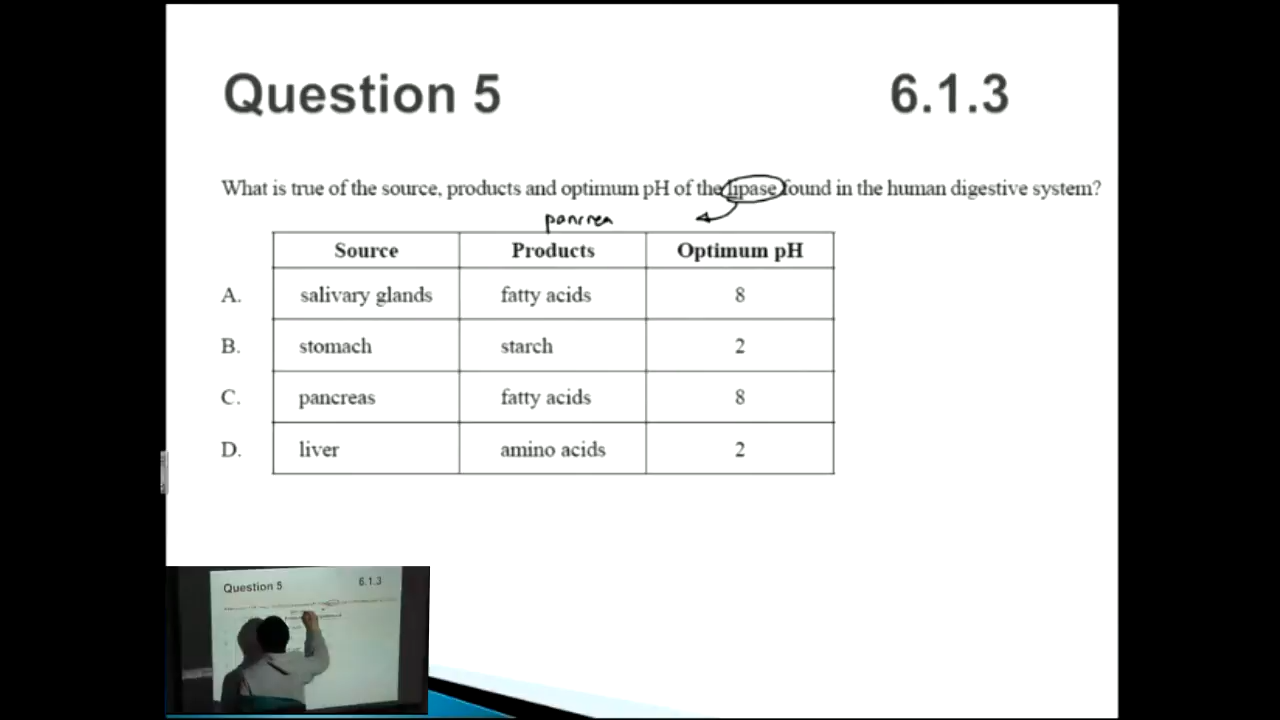 Question 5 6.1.3
What is true of the source, products and optimum pH of the lipase found in the human digestive system?
pancrea
Source Products Optimum pH
A. salivary glands fatty acids 8
B. stomach starch 2
C. pancreas fatty acids 8
D. liver amino acids 2
Question 5 6.1.3